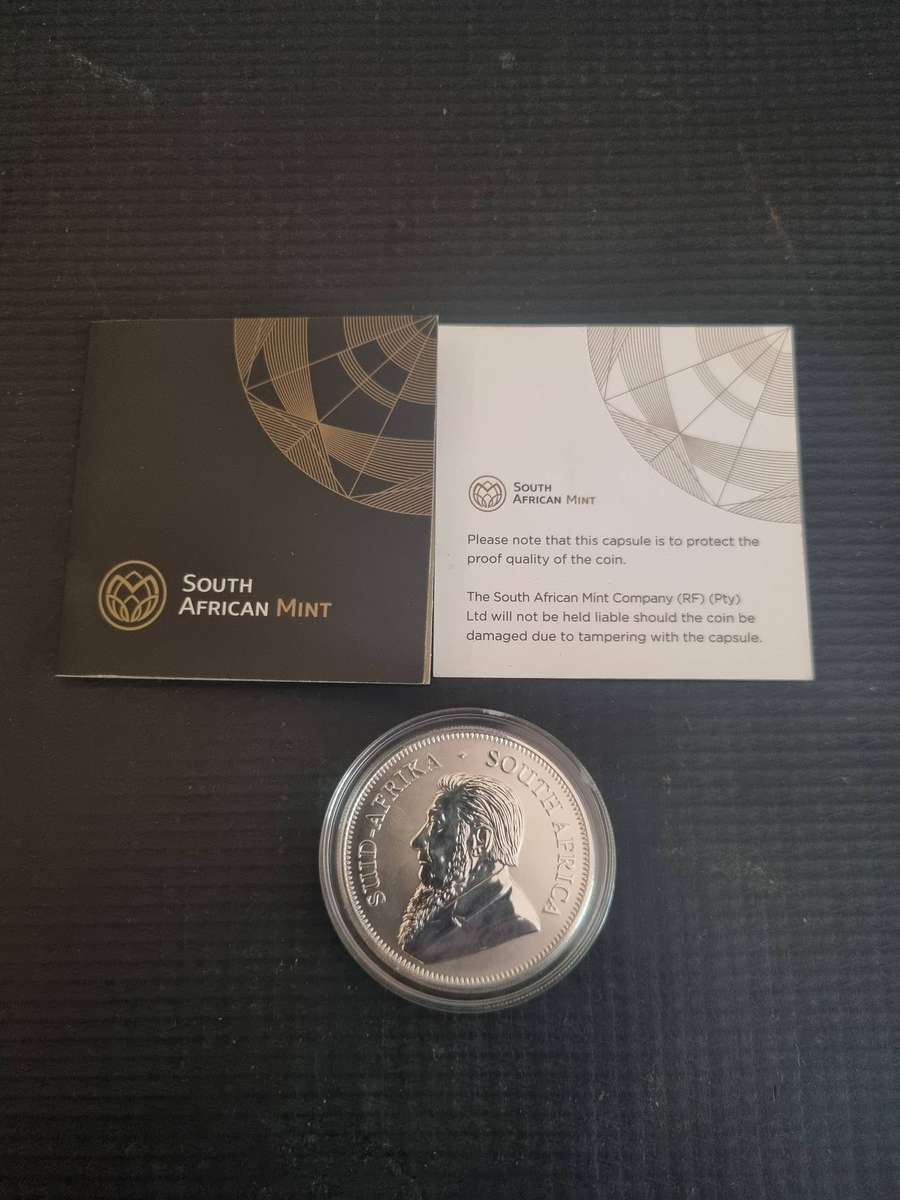 SOUTH
AFRICAN MINT
SOUTH
AFRICAN MINT
Please note that this capsule is to protect the
proof quality of the coin.
The South African Mint Company (RF) (Pty)
Ltd will not be held liable should the coin be
damaged due to tampering with the capsule.
SUID-AFRIKA • SOUTH AFRICA